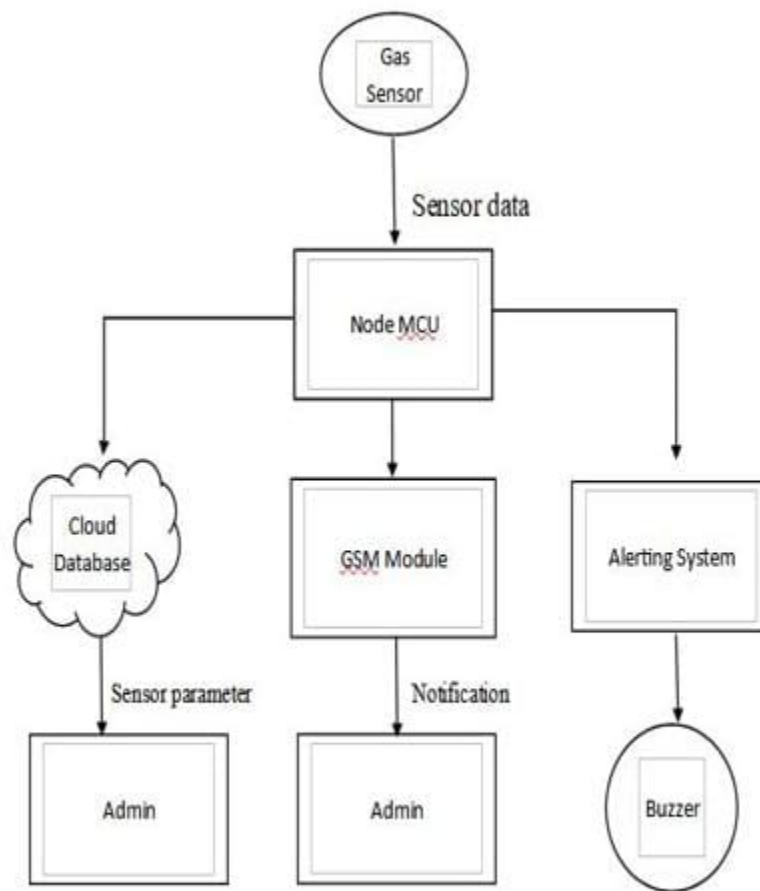 Gas
Sensor
Sensor data
Node MCU
Cloud
Database
GSM Module
Alerting System
Sensor parameter
Notification
Admin
Admin
Buzzer